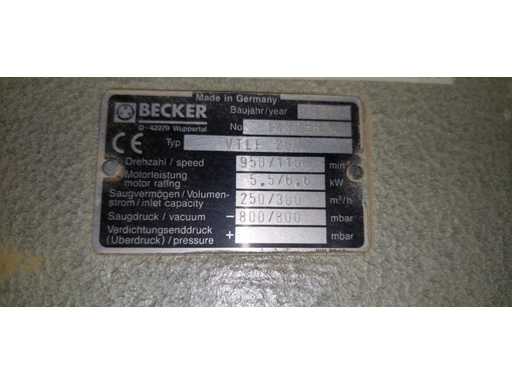 Made in Germany
BECKER
Baujahr/year
D-42279 Wuppertal
No.
CE Typ VTLF
Drehzahl / speed 950/ min
Motorleistung
motor rating 5.5/6.6 kW
Saugvermögen / Volumen-
strom / inlet capacity 250/300 m³/h
Saugdruck / vacuum - 800/800 mbar
Verdichtungsenddruck
(Überdruck) / pressure + mbar